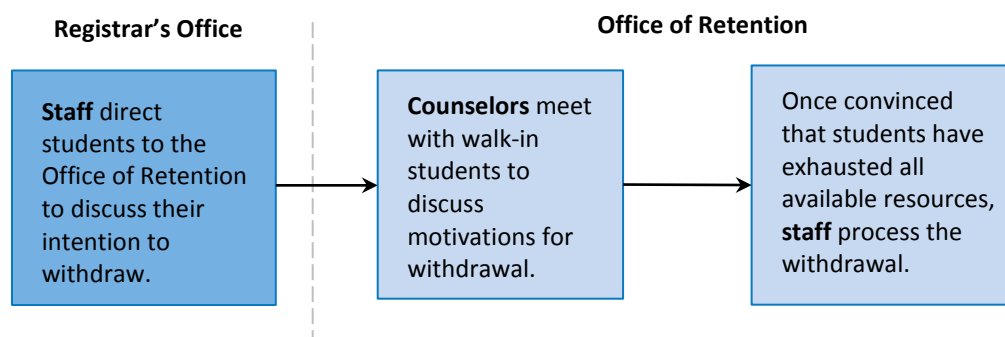 Registrar’s Office
Office of Retention
Staff direct
students to the
Office of Retention
to discuss their
intention to
withdraw.
Counselors meet
with walk-in
students to
discuss
motivations for
withdrawal.
Once convinced
that students have
exhausted all
available resources,
staff process the
withdrawal.